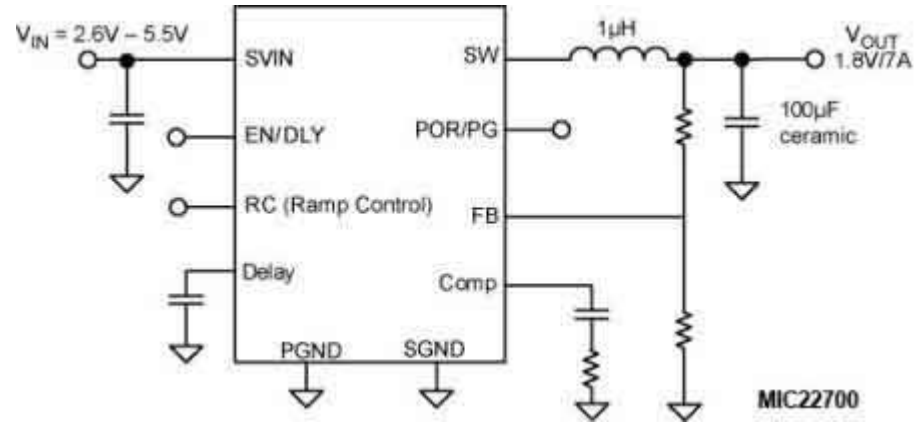 V_IN = 2.6V – 5.5V
SVIN
SW
1µH
V_OUT
1.8V/7A
EN/DLY
POR/PG
100µF
ceramic
RC (Ramp Control)
FB
Delay
Comp
PGND
SGND
MIC22700